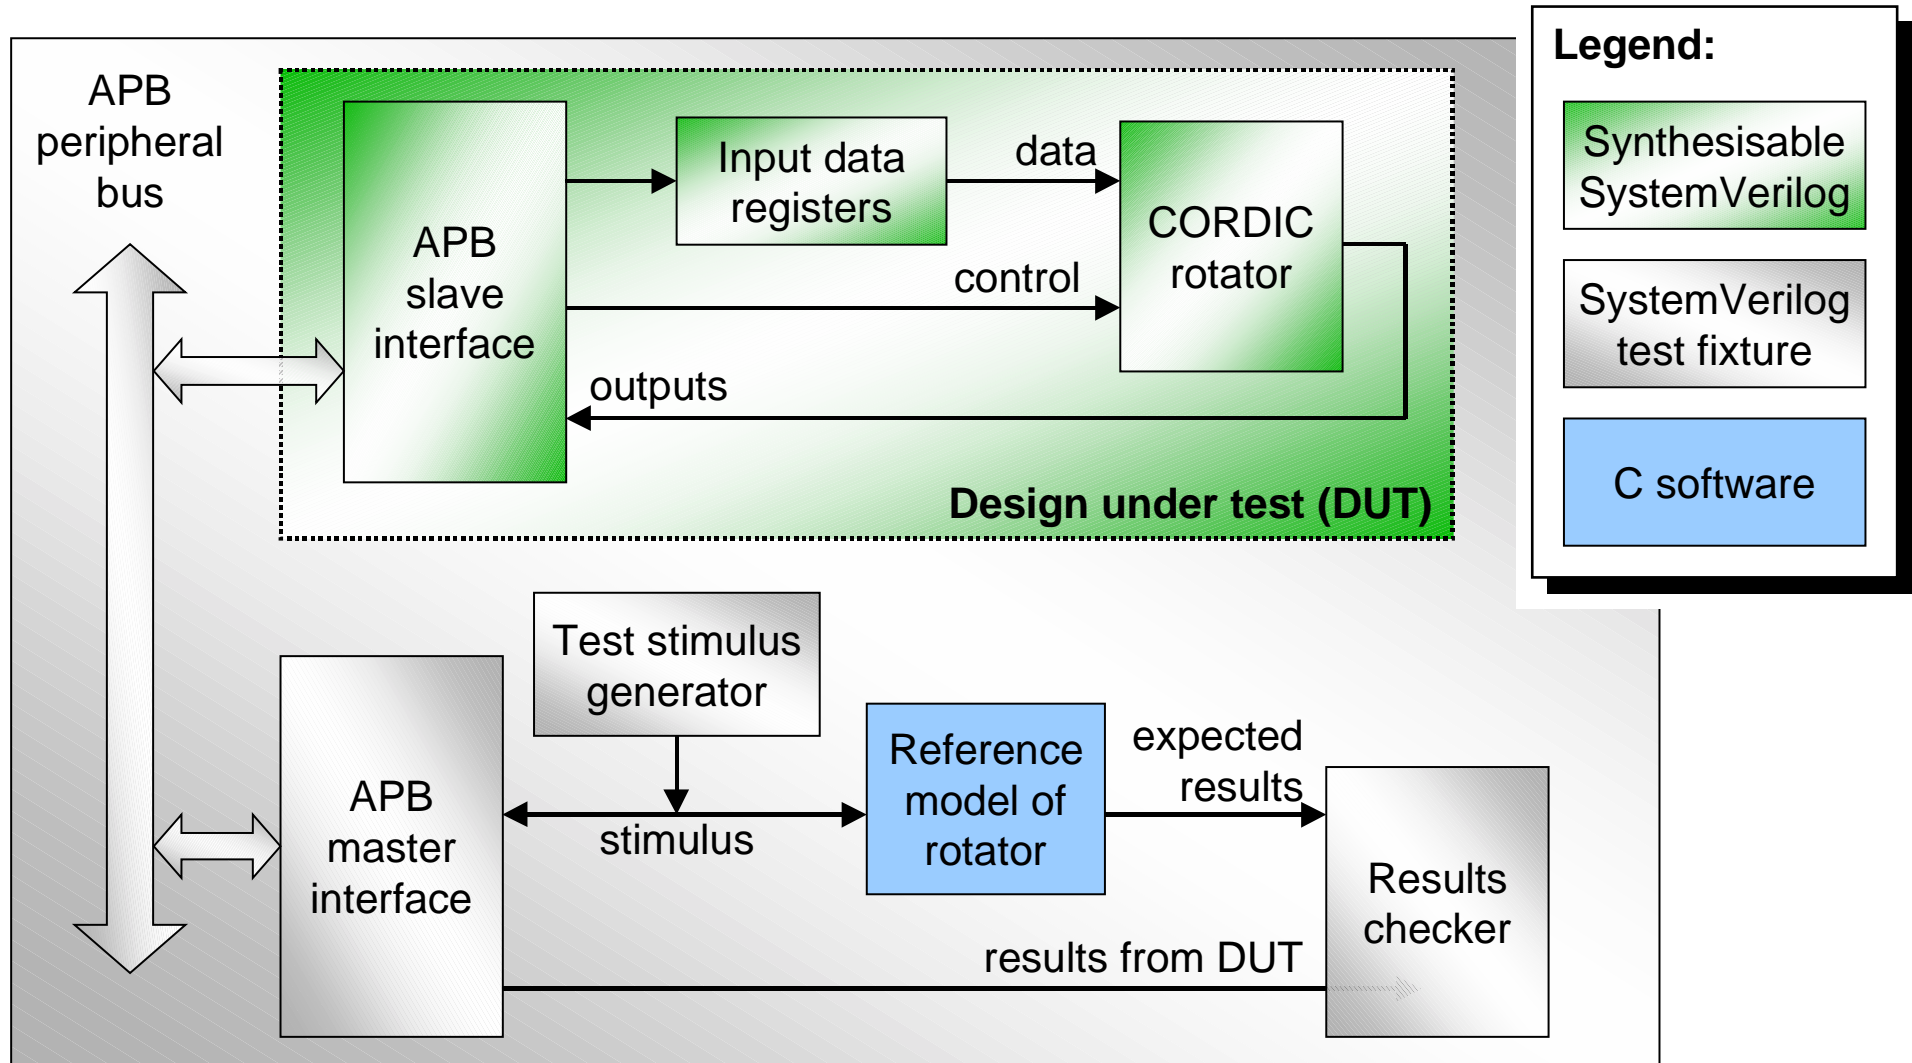 APB
peripheral
bus
APB
slave
interface
Input data
registers
data
control
outputs
CORDIC
rotator
Design under test (DUT)
Legend:
Synthesisable
SystemVerilog
SystemVerilog
test fixture
C software
Test stimulus
generator
APB
master
interface
stimulus
Reference
model of
rotator
expected
results
Results
checker
results from DUT